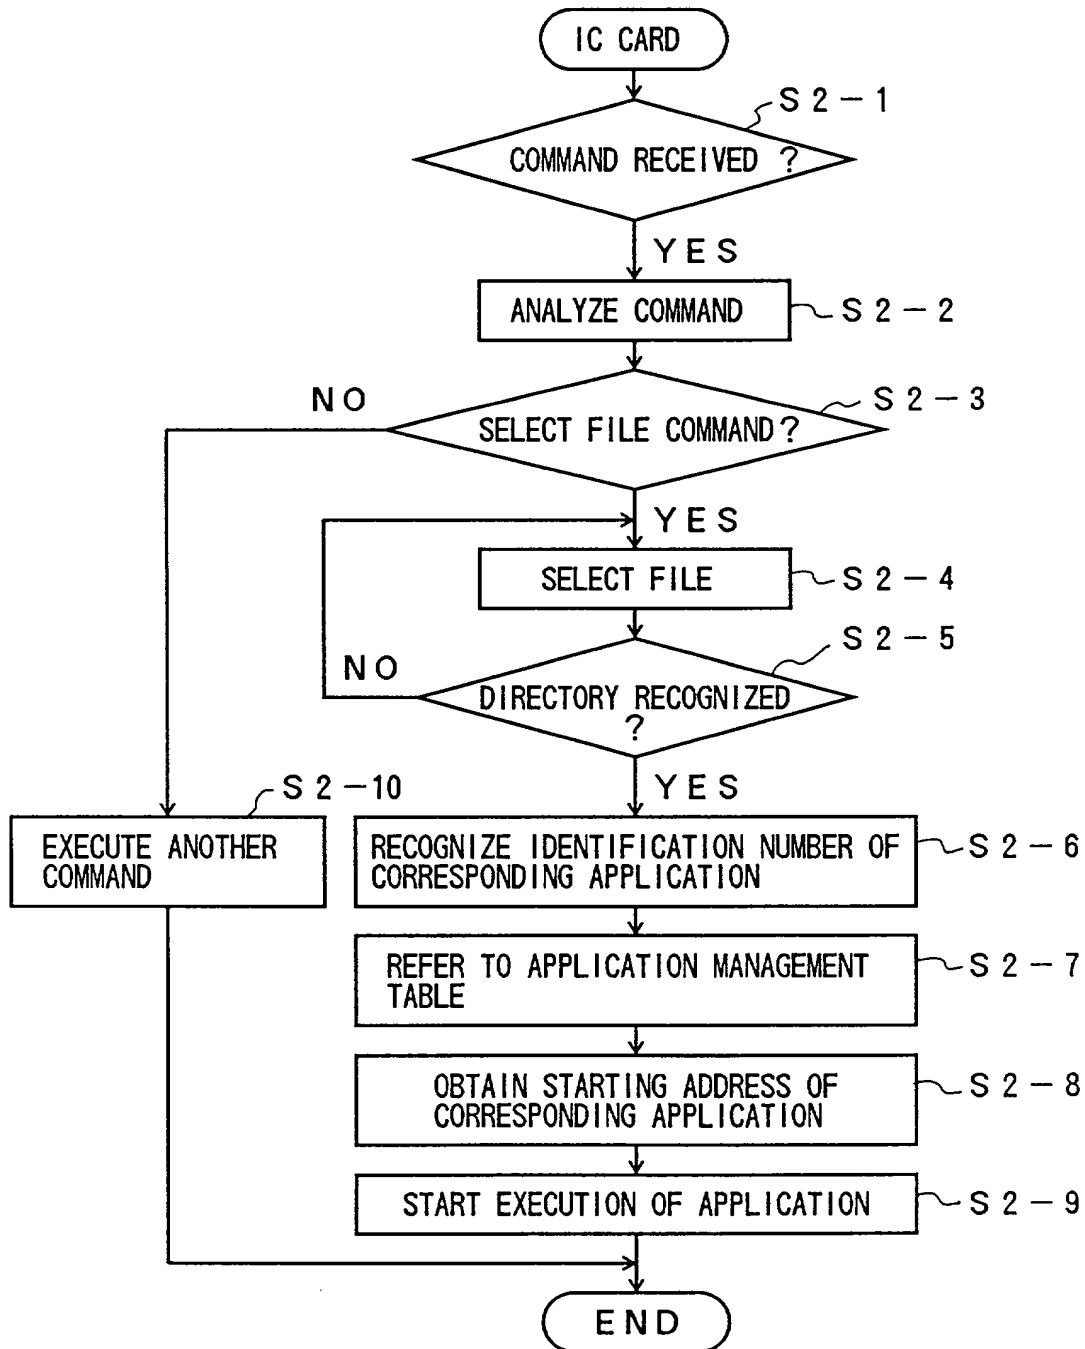 IC CARD
S2-1
COMMAND RECEIVED ?
YES
ANALYZE COMMAND
S2-2
NO
S2-3
SELECT FILE COMMAND?
YES
SELECT FILE
S2-4
S2-5
NO
DIRECTORY RECOGNIZED
?
YES
S2-10
EXECUTE ANOTHER
COMMAND
RECOGNIZE IDENTIFICATION NUMBER OF
CORRESPONDING APPLICATION
S2-6
REFER TO APPLICATION MANAGEMENT
TABLE
S2-7
OBTAIN STARTING ADDRESS OF
CORRESPONDING APPLICATION
S2-8
START EXECUTION OF APPLICATION
S2-9
END